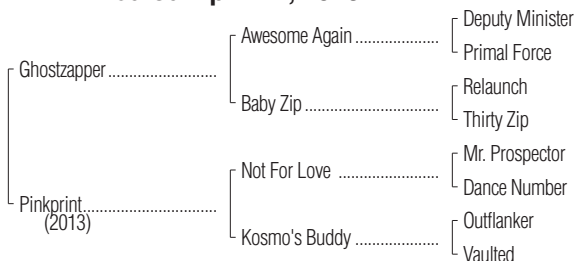 Deputy Minister
Awesome Again
Primal Force
Ghostzapper
Relaunch
Baby Zip
Thirty Zip
Mr. Prospector
Not For Love
Dance Number
Pinkprint
(2013)
Outflanker
Kosmo's Buddy
Vaulted